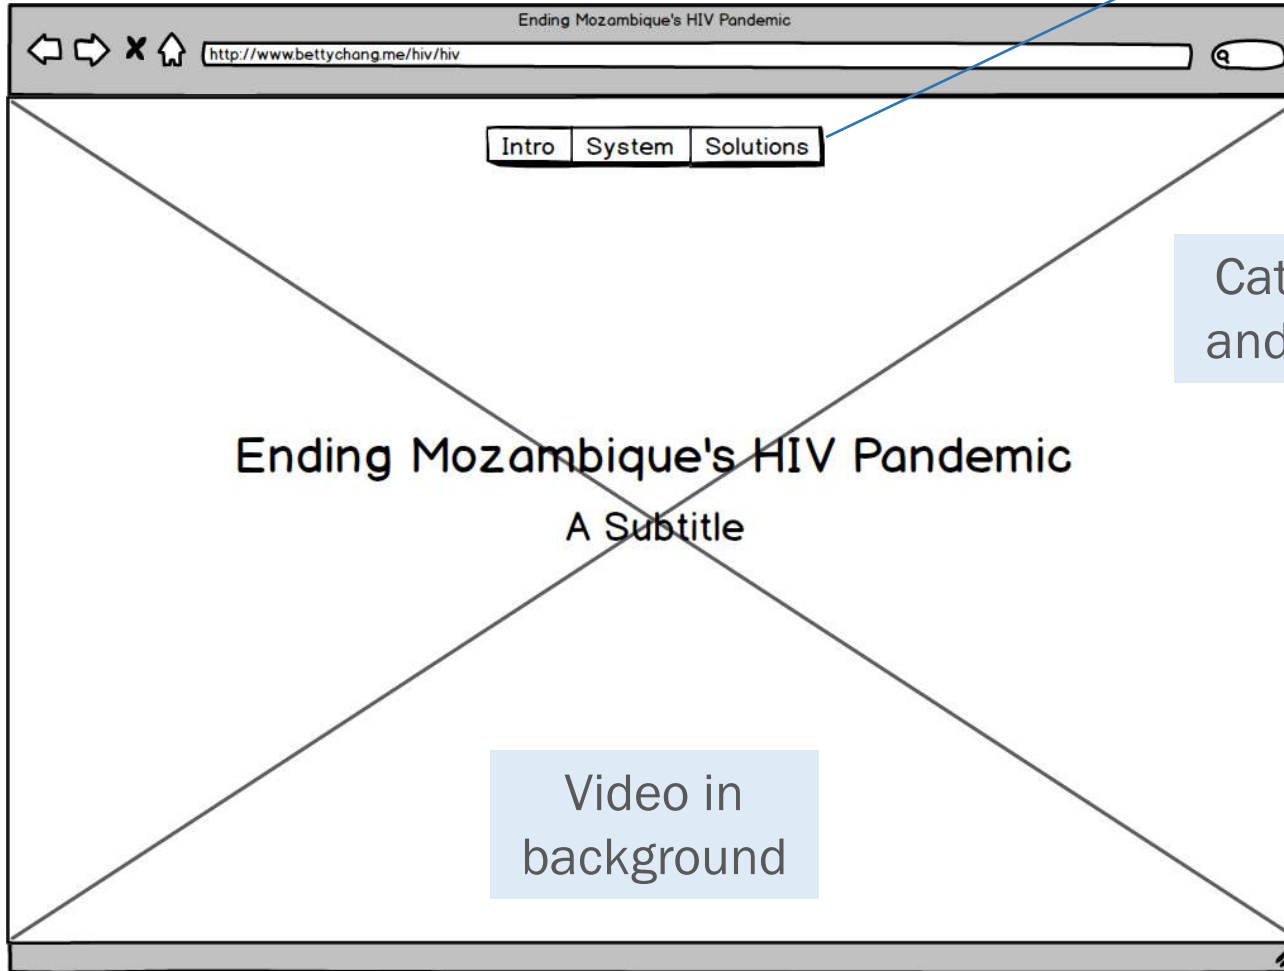 Ending Mozambique's HIV Pandemic
http://www.bettychang.me/hiv/hiv
Intro System Solutions
Ending Mozambique's HIV Pandemic
A Subtitle
and
Video in
background